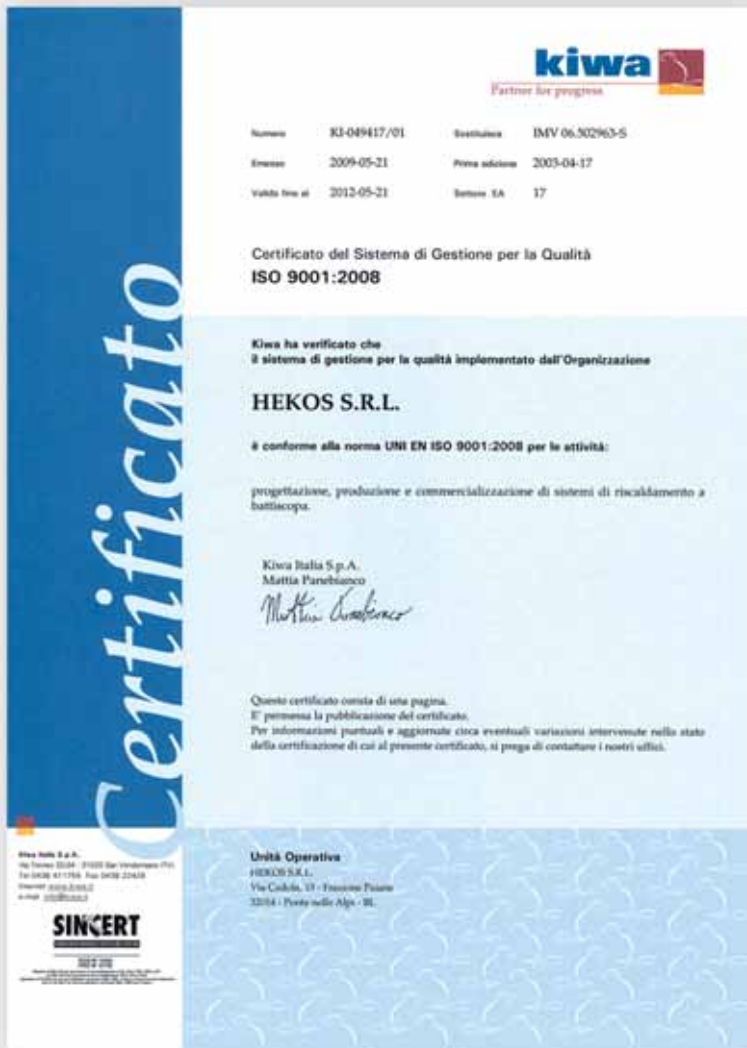 kiwa
Partner for progress
Numero KI-049417/01 Sostituisce IMV 06.502963-S
Emesso 2009-05-21 Prima edizione 2003-04-17
Valido fino al 2012-05-21 Settore EA 17
Certificato del Sistema di Gestione per la Qualità
ISO 9001:2008
Kiwa ha verificato che
il sistema di gestione per la qualità implementato dall'Organizzazione
HEKOS S.R.L.
è conforme alla norma UNI EN ISO 9001:2008 per le attività:
progettazione, produzione e commercializzazione di sistemi di riscaldamento a
battiscopa.
Kiwa Italia S.p.A.
Mattia Panebianco
Questo certificato consta di una pagina.
E' permessa la pubblicazione del certificato.
Per informazioni puntuali e aggiornate circa eventuali variazioni intervenute nello stato
della certificazione di cui al presente certificato, si prega di contattare i nostri uffici.
Certificato
Kiwa Italia S.p.A.
SINCERT
Unità Operativa
HEKOS S.R.L.
32014 - Ponte nelle Alpi - BL